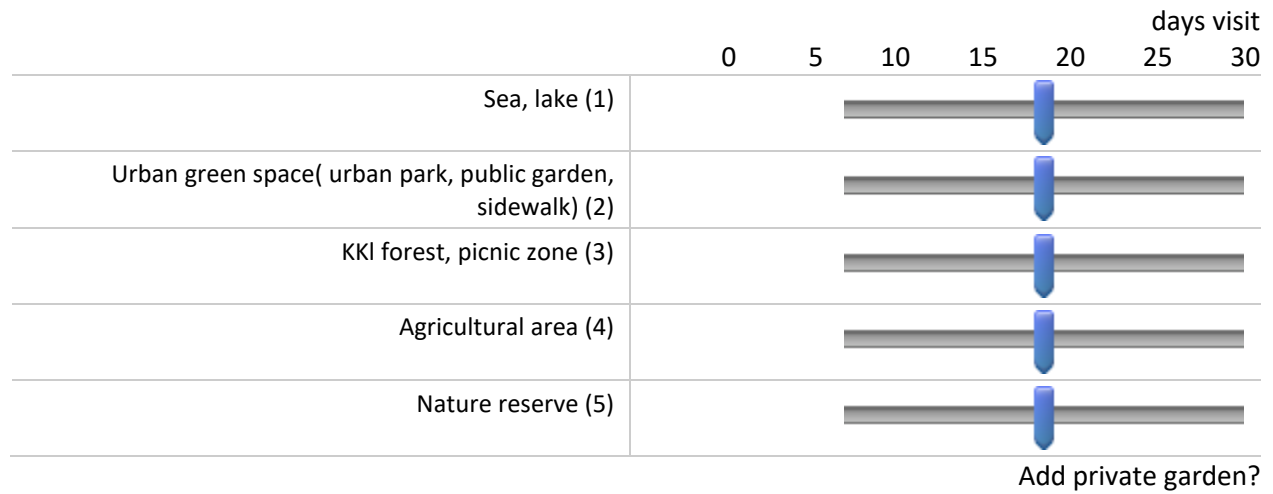 days visit
0 5 10 15 20 25 30
Sea, lake (1)
Urban green space( urban park, public garden,
sidewalk) (2)
KKl forest, picnic zone (3)
Agricultural area (4)
Nature reserve (5)
Add private garden?